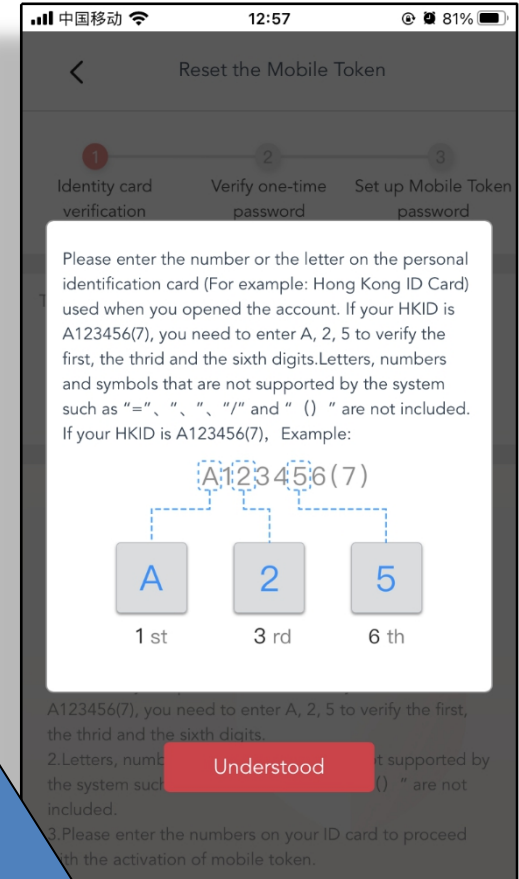 中国移动 12:57 81%
Reset the Mobile Token
1 2 3
Identity card Verify one-time Set up Mobile Token
verification password password
Please enter the number or the letter on the personal
identification card (For example: Hong Kong ID Card)
used when you opened the account. If your HKID is
A123456(7), you need to enter A, 2, 5 to verify the
first, the thrid and the sixth digits.Letters, numbers
and symbols that are not supported by the system
such as “=”、“、”、“/” and “ () ” are not included.
If your HKID is A123456(7), Example:
A123456(7)
A 2 5
1 st 3 rd 6 th
A123456(7), you need to enter A, 2, 5 to verify the first,
the thrid and the sixth digits.
2.Letters, numb t supported by
Understood
the system such () ” are not
included.
3.Please enter the numbers on your ID card to proceed
th the activation of mobile token.